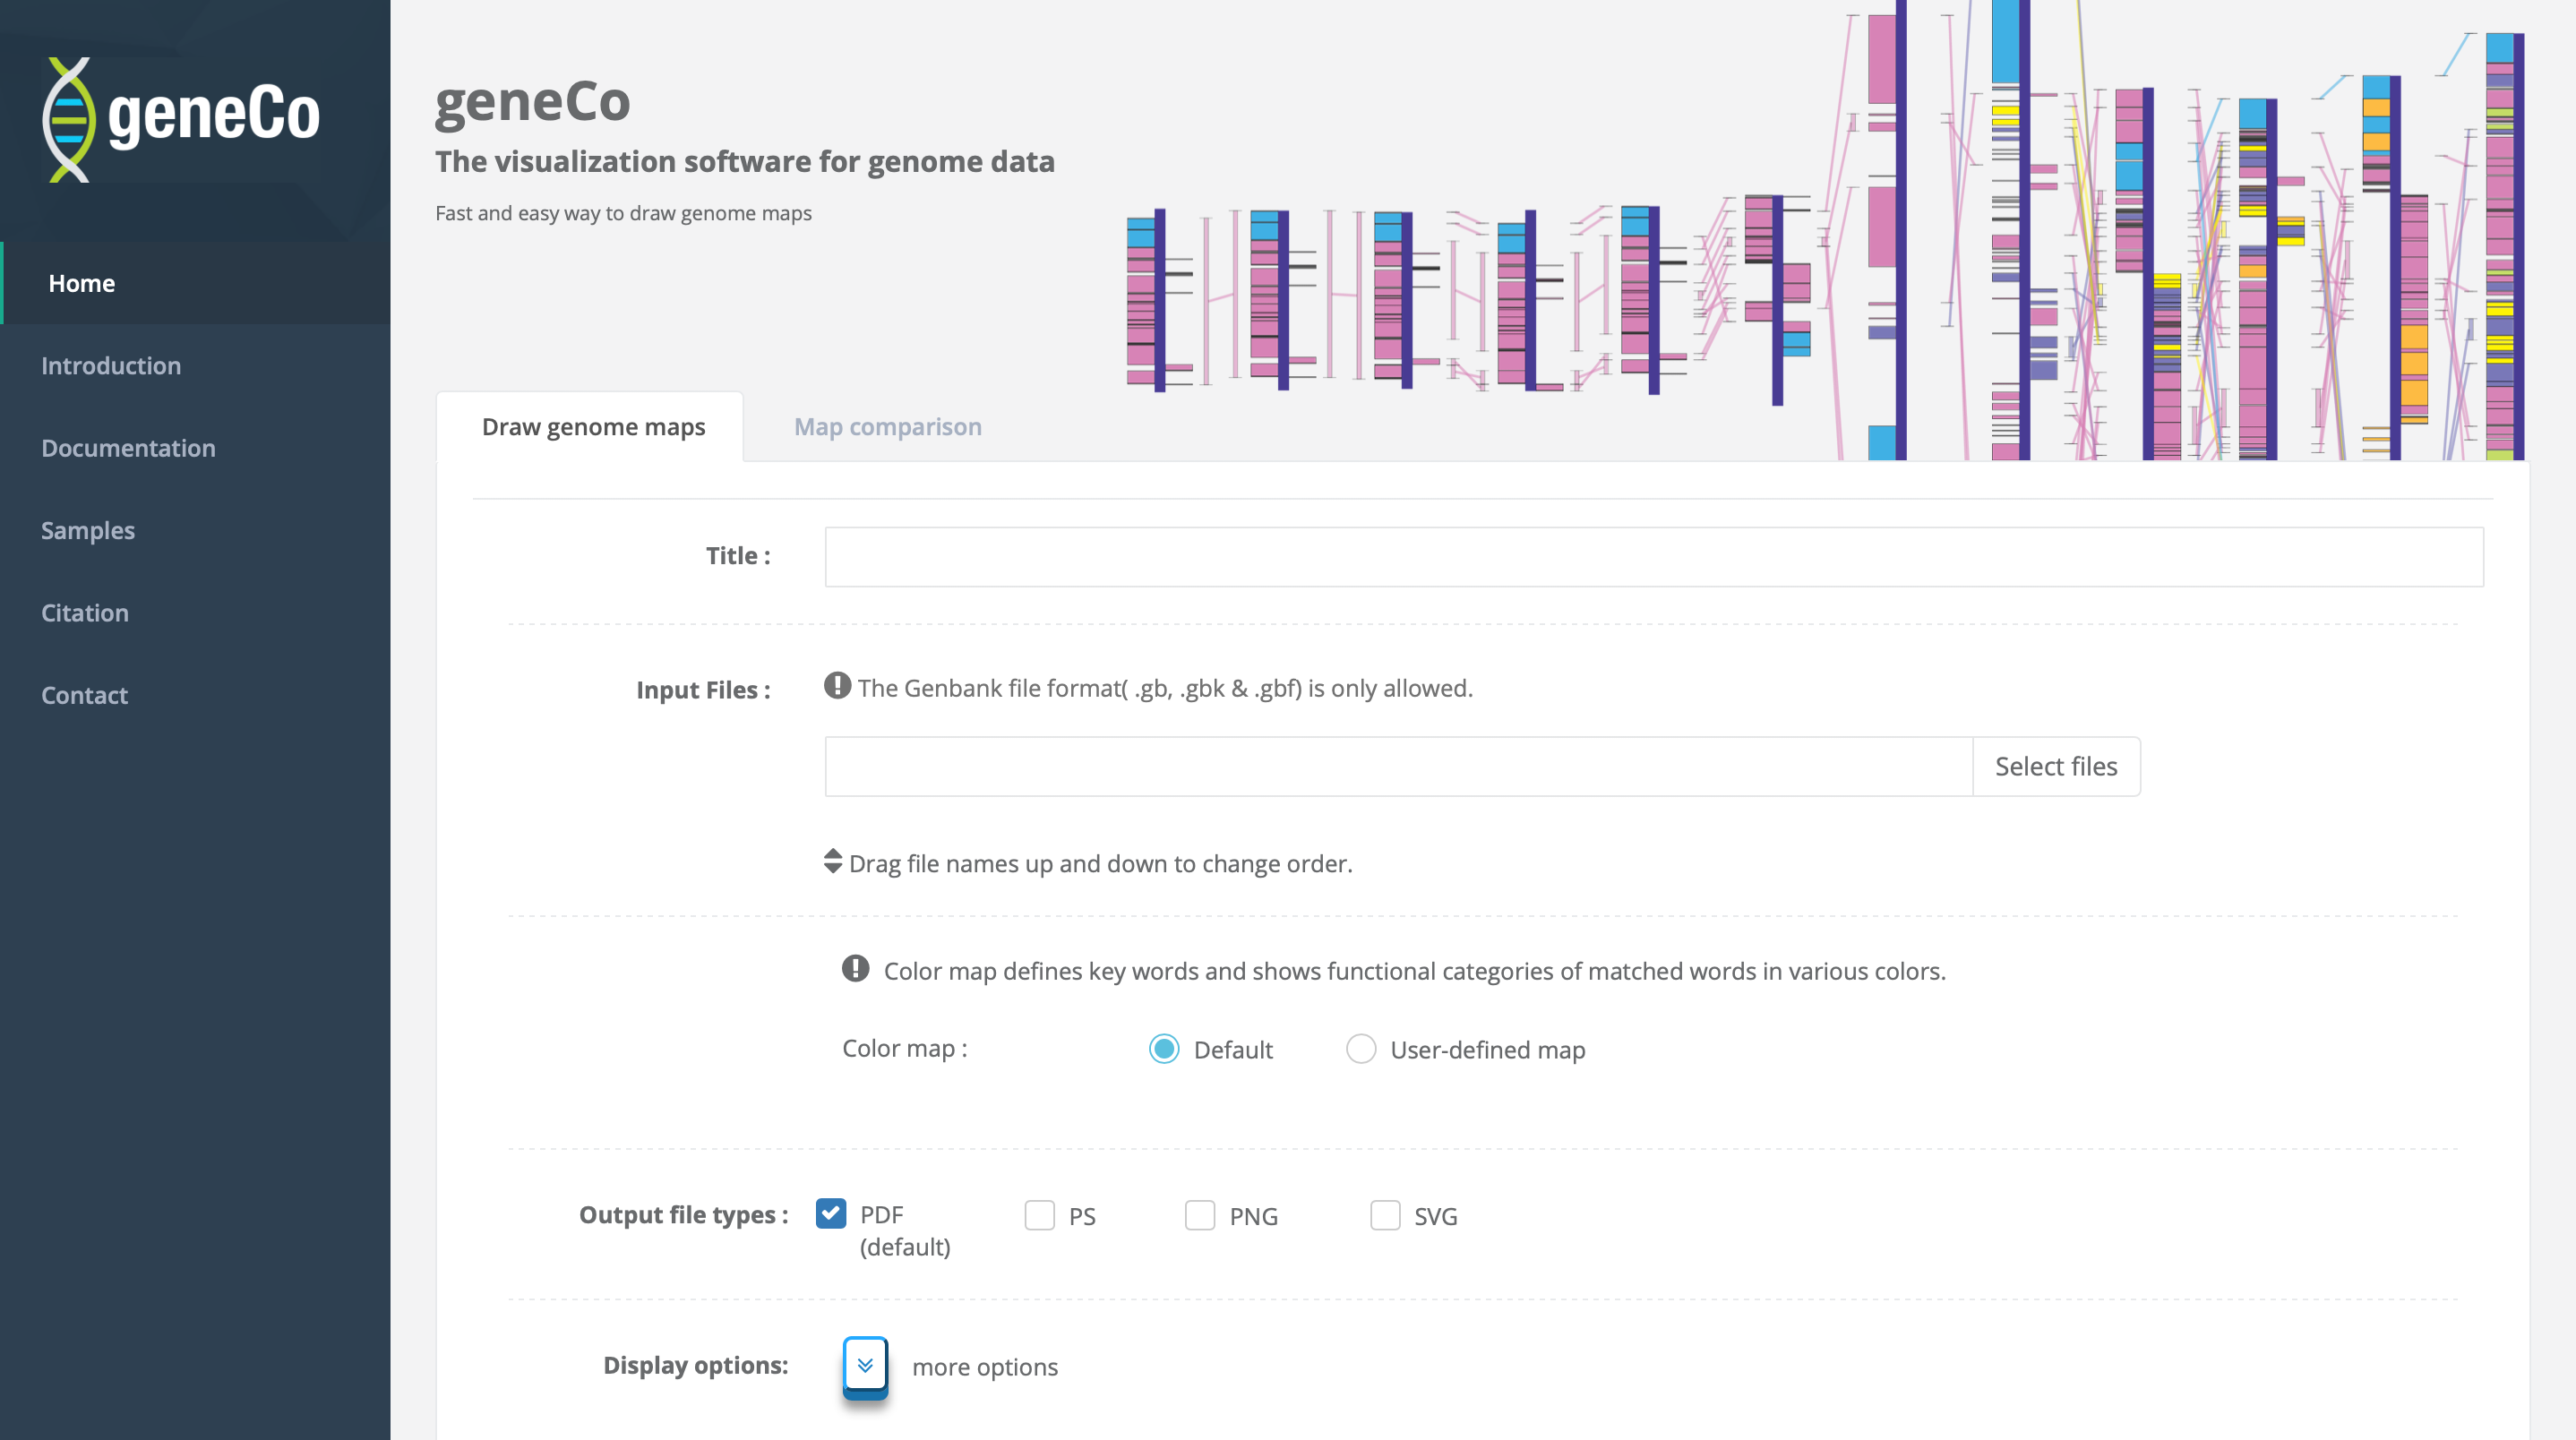 geneCo
Home
Introduction
Documentation
Samples
Citation
Contact
geneCo
The visualization software for genome data
Fast and easy way to draw genome maps
Draw genome maps
Map comparison
Title :
Input Files :
The Genbank file format( .gb, .gbk & .gbf) is only allowed.
Select files
Drag file names up and down to change order.
Color map defines key words and shows functional categories of matched words in various colors.
Color map :
Default
User-defined map
Output file types :
PDF
(default)
PS
PNG
SVG
Display options:
more options